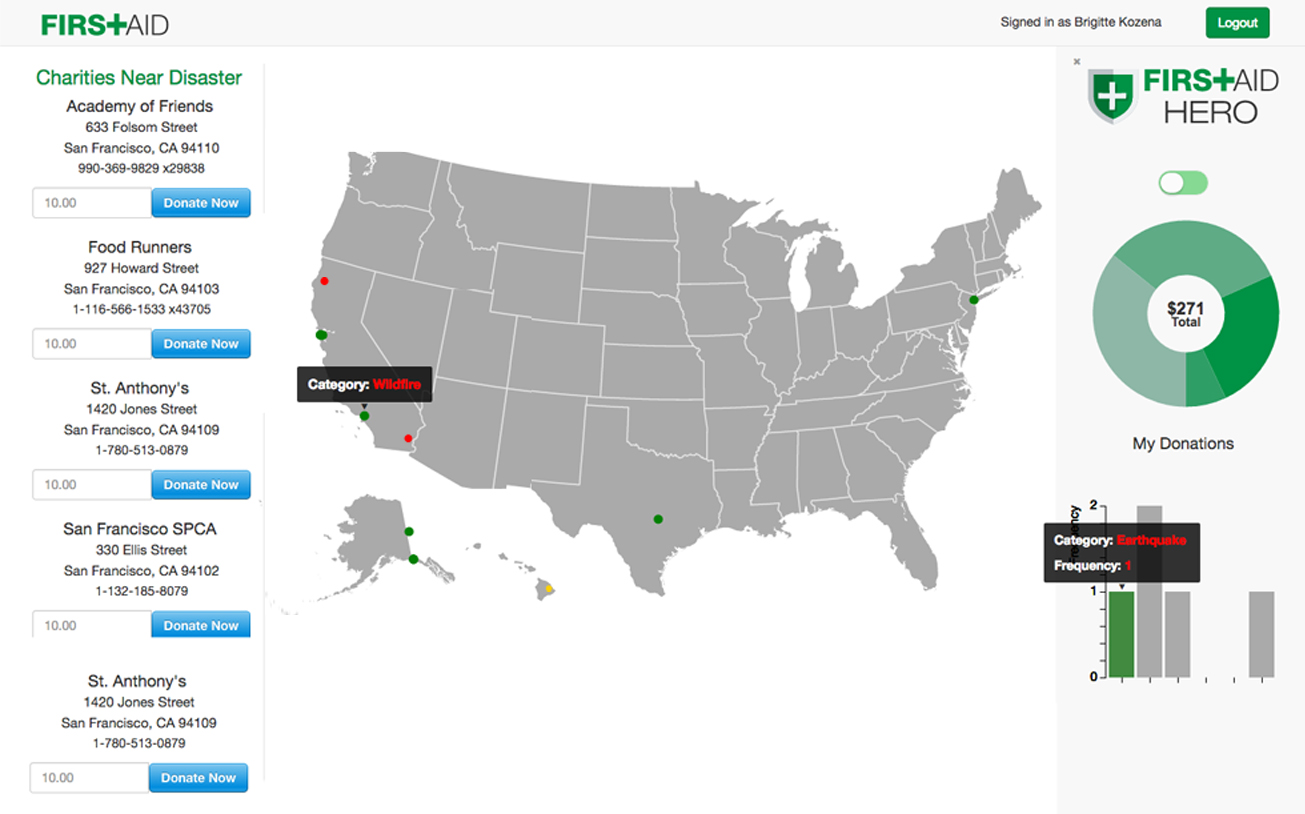 FIRST AID
Signed in as Brigitte Kozena
Logout
Charities Near Disaster
Academy of Friends
633 Folsom Street
San Francisco, CA 94110
990-369-9829 x29838
10.00
Donate Now
Food Runners
927 Howard Street
San Francisco, CA 94103
1-116-566-1533 x43705
10.00
Donate Now
St. Anthony's
1420 Jones Street
San Francisco, CA 94109
1-780-513-0879
10.00
Donate Now
San Francisco SPCA
330 Ellis Street
San Francisco, CA 94102
1-132-185-8079
10.00
Donate Now
St. Anthony's
1420 Jones Street
San Francisco, CA 94109
1-780-513-0879
10.00
Donate Now
Category: Wildfire
×
FIRST AID
HERO
$271
Total
My Donations
2
1
0
Category: Earthquake
Frequency: 1